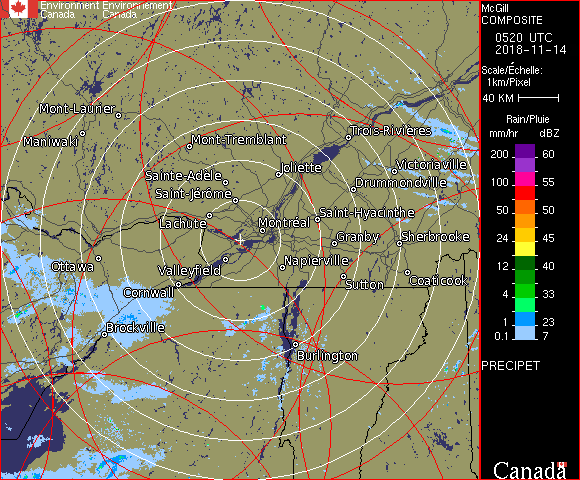 Environment Environnement
Canada Canada
McGill
COMPOSITE
0520 UTC
2018-11-14
Scale/Échelle:
1km/Pixel
40 KM
Rain/Pluie
mm/hr dBZ
200 60
100 55
50 50
24 45
12 40
4 33
1 23
0.1 7
PRECIPET
Canada
Mont-Laurier
Maniwaki
Mont-Tremblant
Trois-Rivières
Sainte-Adèle
Joliette
Victoriaville
Saint-Jérôme
Drummondville
Lachute
Montréal
Saint-Hyacinthe
Granby
Sherbrooke
Ottawa
Valleyfield
Napierville
Cornwall
Sutton
Coaticook
Brockville
Burlington